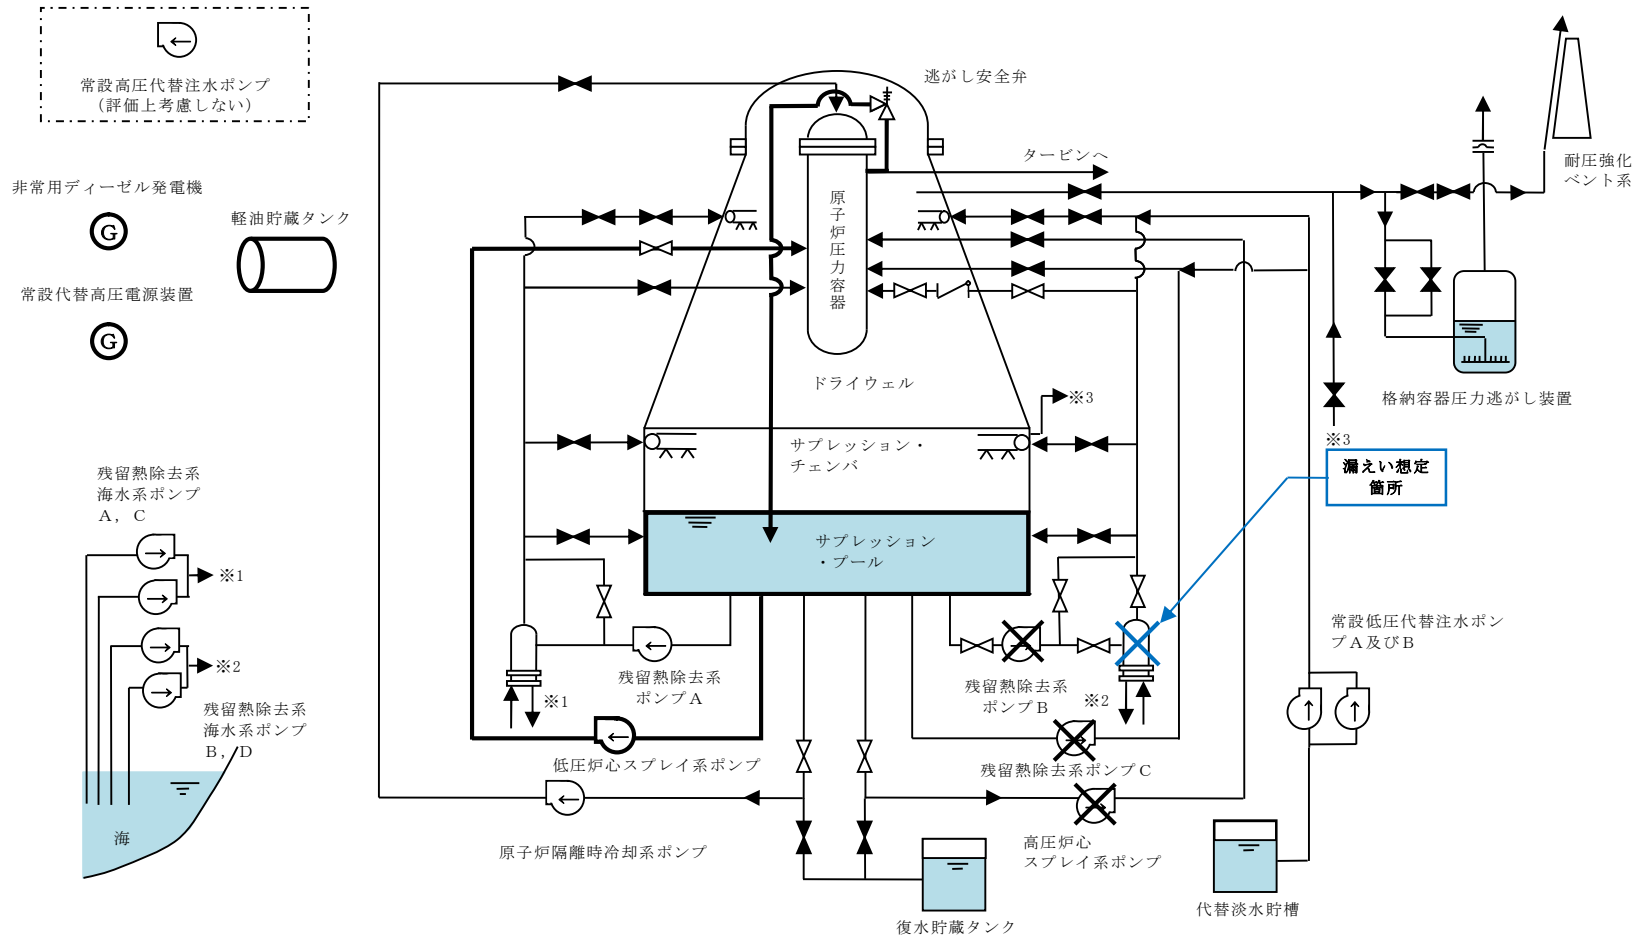 常設高圧代替注水ポンプ
（評価上考慮しない）
逃がし安全弁
タービンへ
耐圧強化
ベント系
非常用ディーゼル発電機
G
軽油貯蔵タンク
常設代替高圧電源装置
G
原子炉圧力容器
ドライウェル
※3
格納容器圧力逃がし装置
※3
漏えい想定
箇所
サプレッション・
チェンバ
サプレッション
・プール
残留熱除去系
海水系ポンプ
A，C
※1
※2
残留熱除去系
海水系ポンプ
B，D
海
※1
残留熱除去系
ポンプA
残留熱除去系
ポンプB
※2
常設低圧代替注水ポン
プA及びB
低圧炉心スプレイ系ポンプ
残留熱除去系ポンプC
原子炉隔離時冷却系ポンプ
高圧炉心
スプレイ系ポンプ
復水貯蔵タンク
代替淡水貯槽